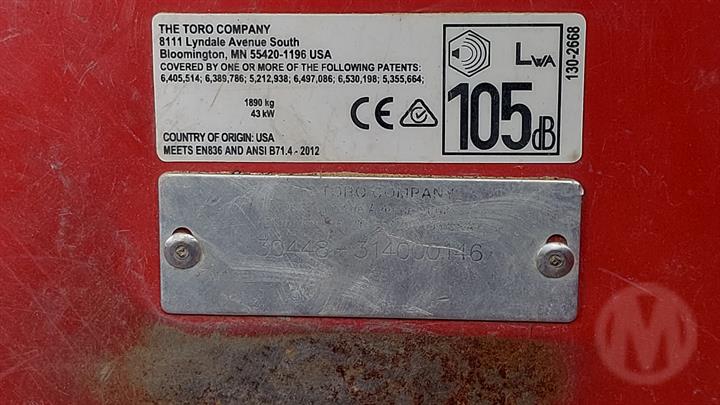 THE TORO COMPANY
8111 Lyndale Avenue South
Bloomington, MN 55420-1196 USA
COVERED BY ONE OR MORE OF THE FOLLOWING PATENTS:
6,405,514; 6,389,786; 5,212,938; 6,497,086; 6,530,198; 5,355,664;
1890 kg
43 kW
COUNTRY OF ORIGIN: USA
MEETS EN836 AND ANSI B71.4 - 2012
CE
LWA
105dB
130-2668
TORO COMPANY
30448 314000146
M